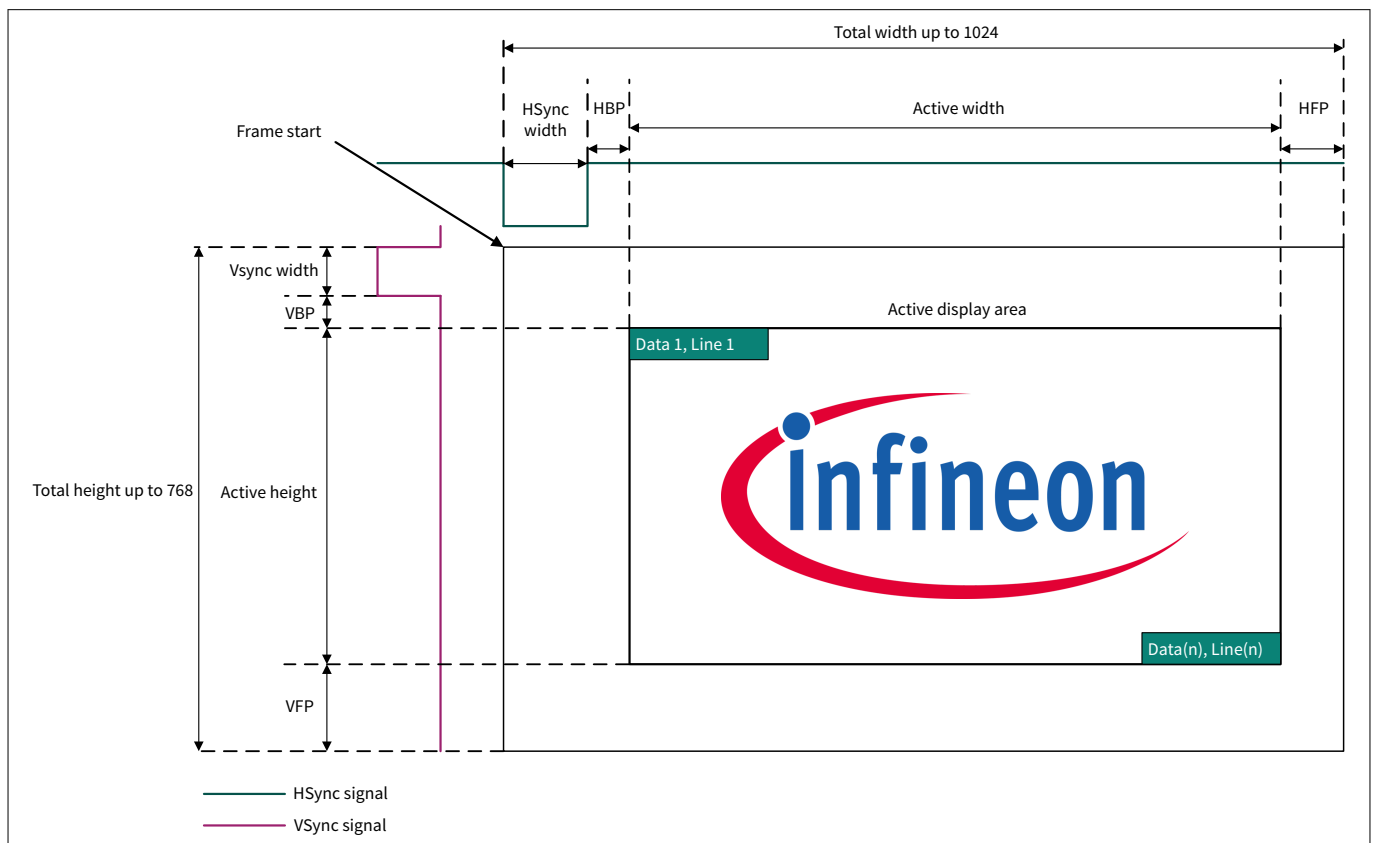 Total width up to 1024
HSync
width
HBP
Active width
HFP
Frame start
Vsync width
VBP
Active display area
Data 1, Line 1
infineon
Total height up to 768
Active height
Data(n), Line(n)
VFP
HSync signal
VSync signal